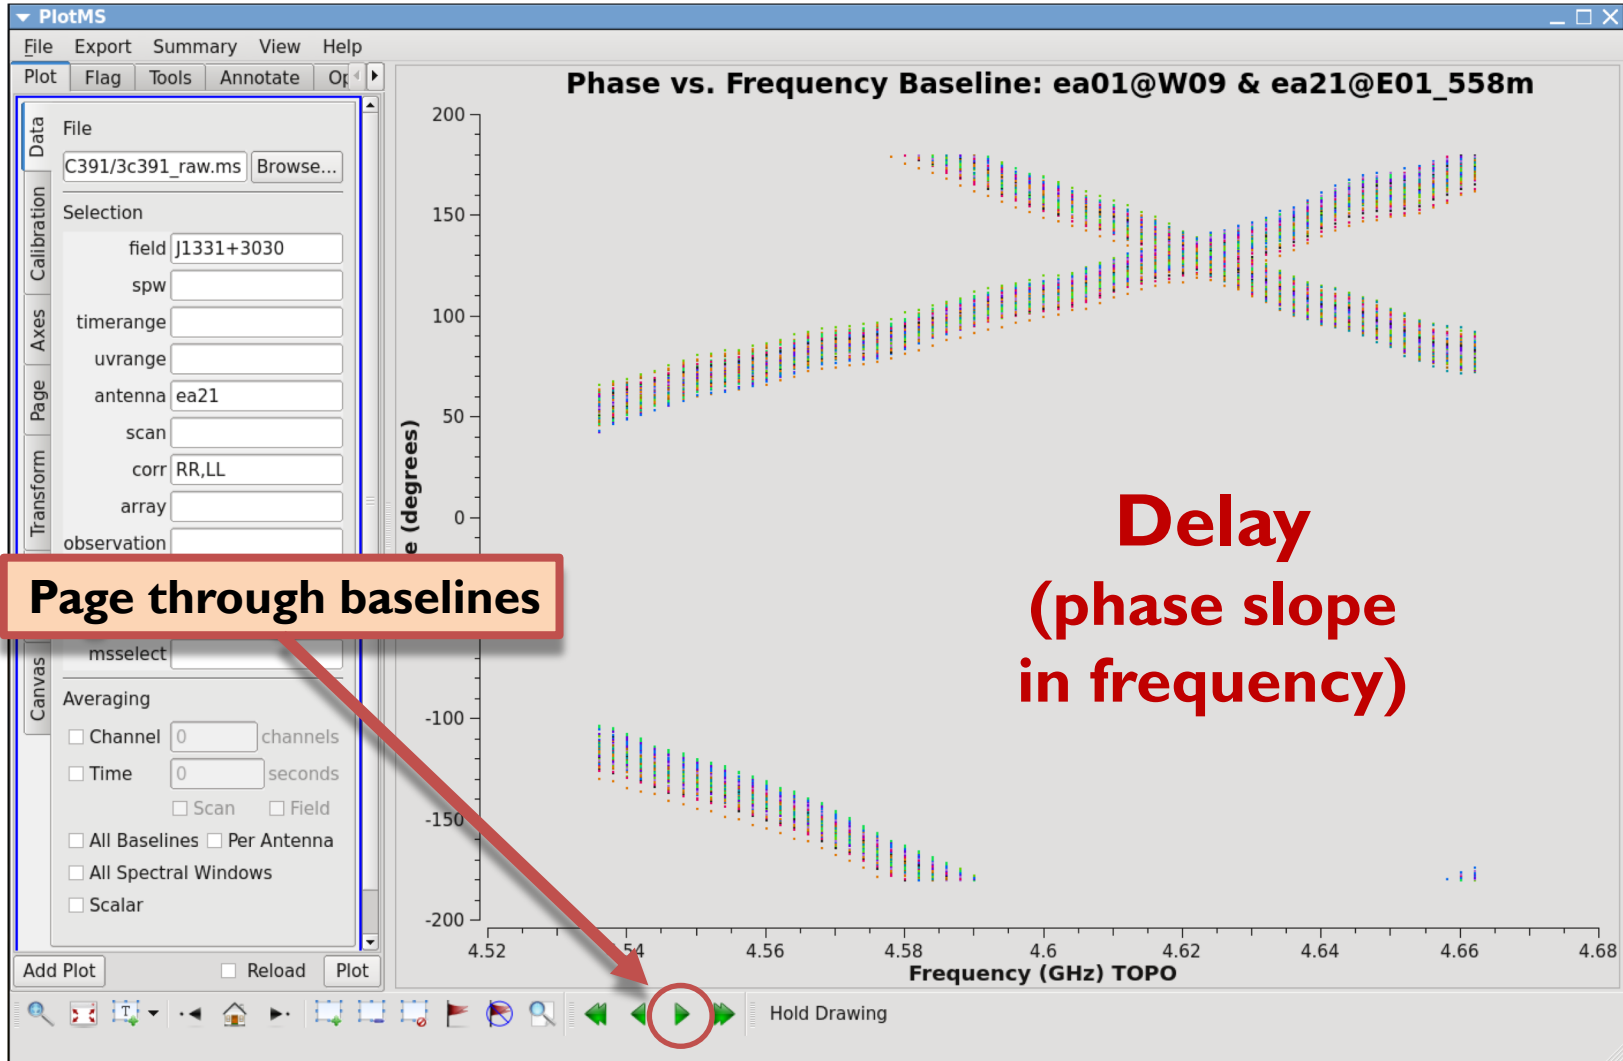 PlotMS
File Export Summary View Help
Plot Flag Tools Annotate
Data
Calibration
Axes
Page
Transform
Canvas
File
C391/3c391_raw.ms Browse...
Selection
field J1331+3030
spw
timerange
uvrange
antenna ea21
scan
corr RR,LL
array
observation
Page through baselines
msselect
Averaging
Channel 0 channels
Time 0 seconds
Scan Field
All Baselines Per Antenna
All Spectral Windows
Scalar
Add Plot Reload Plot
Phase vs. Frequency Baseline: ea01@W09 & ea21@E01_558m
200
150
100
50
0
-100
-150
-200
(degrees)
Delay
(phase slope
in frequency)
4.52 4.56 4.58 4.6 4.62 4.64 4.66 4.68
Frequency (GHz) TOPO
T
Hold Drawing